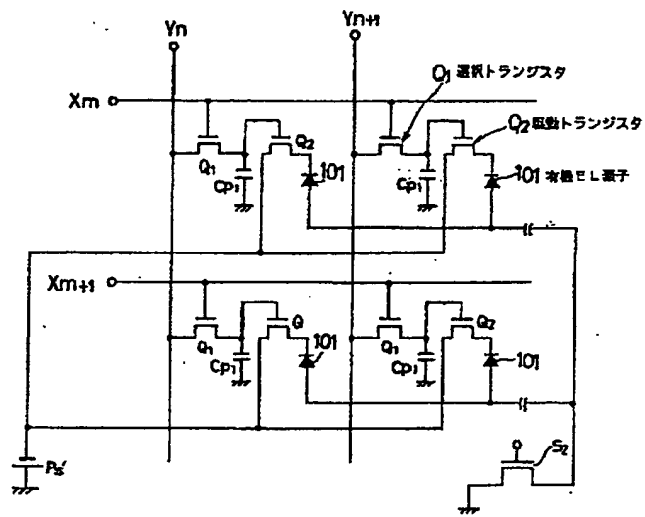 Yn
Yn+1
Xm
Q1 選択トランジスタ
Q2 駆動トランジスタ
Q1
Q2
101
Cp1
Cp1
101 有機EL素子
Xm+1
Q1
Q
101
Cp1
Q1
Q2
101
Cp1
S2